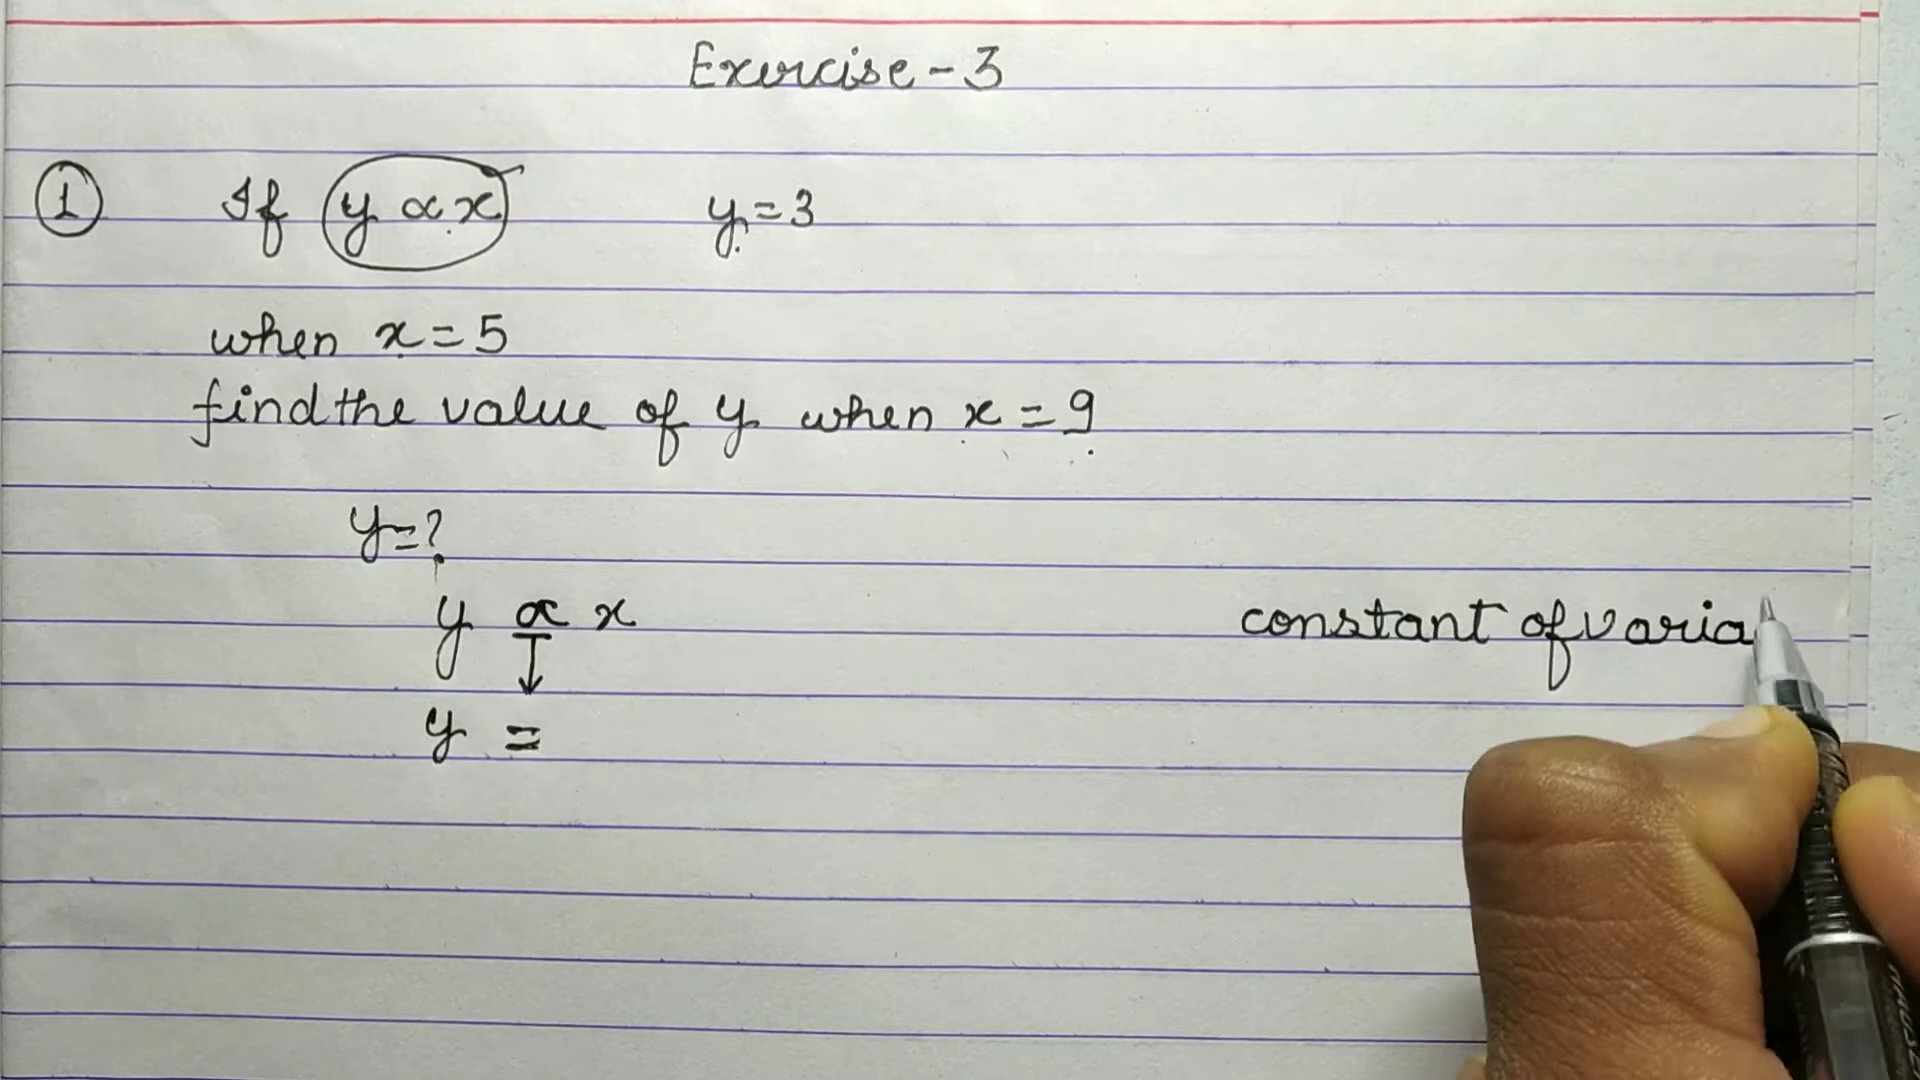 Exercise - 3
1 If y ∝ x y = 3
when x = 5
find the value of y when x = 9
y = ?
y ∝ x
constant of varia
y =